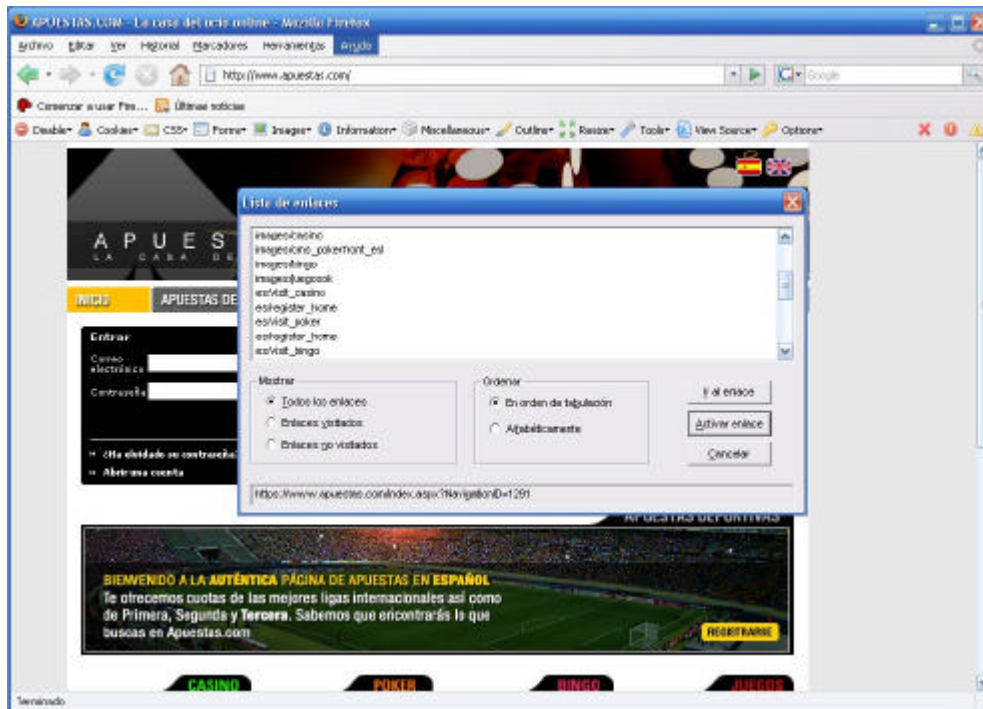 APUESTAS.COM - La casa del ocio online - Mozilla Firefox
Archivo Editar Ver Historial Marcadores Herramientas Ayuda
http://www.apuestas.com/
Google
Comenzar a usar Fire... Últimas noticias
Disable Cookies CSS Forms Images Information Miscellaneous Outline Resize Tools View Source Options
APUES
LA CASA DE
INICIO APUESTAS DE
Entrar
Correo electrónico
Contraseña
¿Ha olvidado su contraseña?
Abrir una cuenta
Lista de enlaces
images/casino
images/cino_pokerfront_esl
images/bingo
es/visit_casino
es/register_home
es/visit_poker
es/register_home
es/visit_bingo
Mostrar
Todos los enlaces
Enlaces visitados
Enlaces no visitados
Ordenar
En orden de tabulación
Alfabéticamente
Ir al enlace
Activar enlace
Cancelar
https://www.apuestas.com/index.aspx?NavigationID=1291
APUESTAS DEPORTIVAS
BIENVENIDO A LA AUTÉNTICA PÁGINA DE APUESTAS EN ESPAÑOL
Te ofrecemos cuotas de las mejores ligas internacionales así como
de Primera, Segunda y Tercera. Sabemos que encontrarás lo que
buscas en Apuestas.com
REGISTRARSE
CASINO POKER BINGO JUEGOS
Terminado